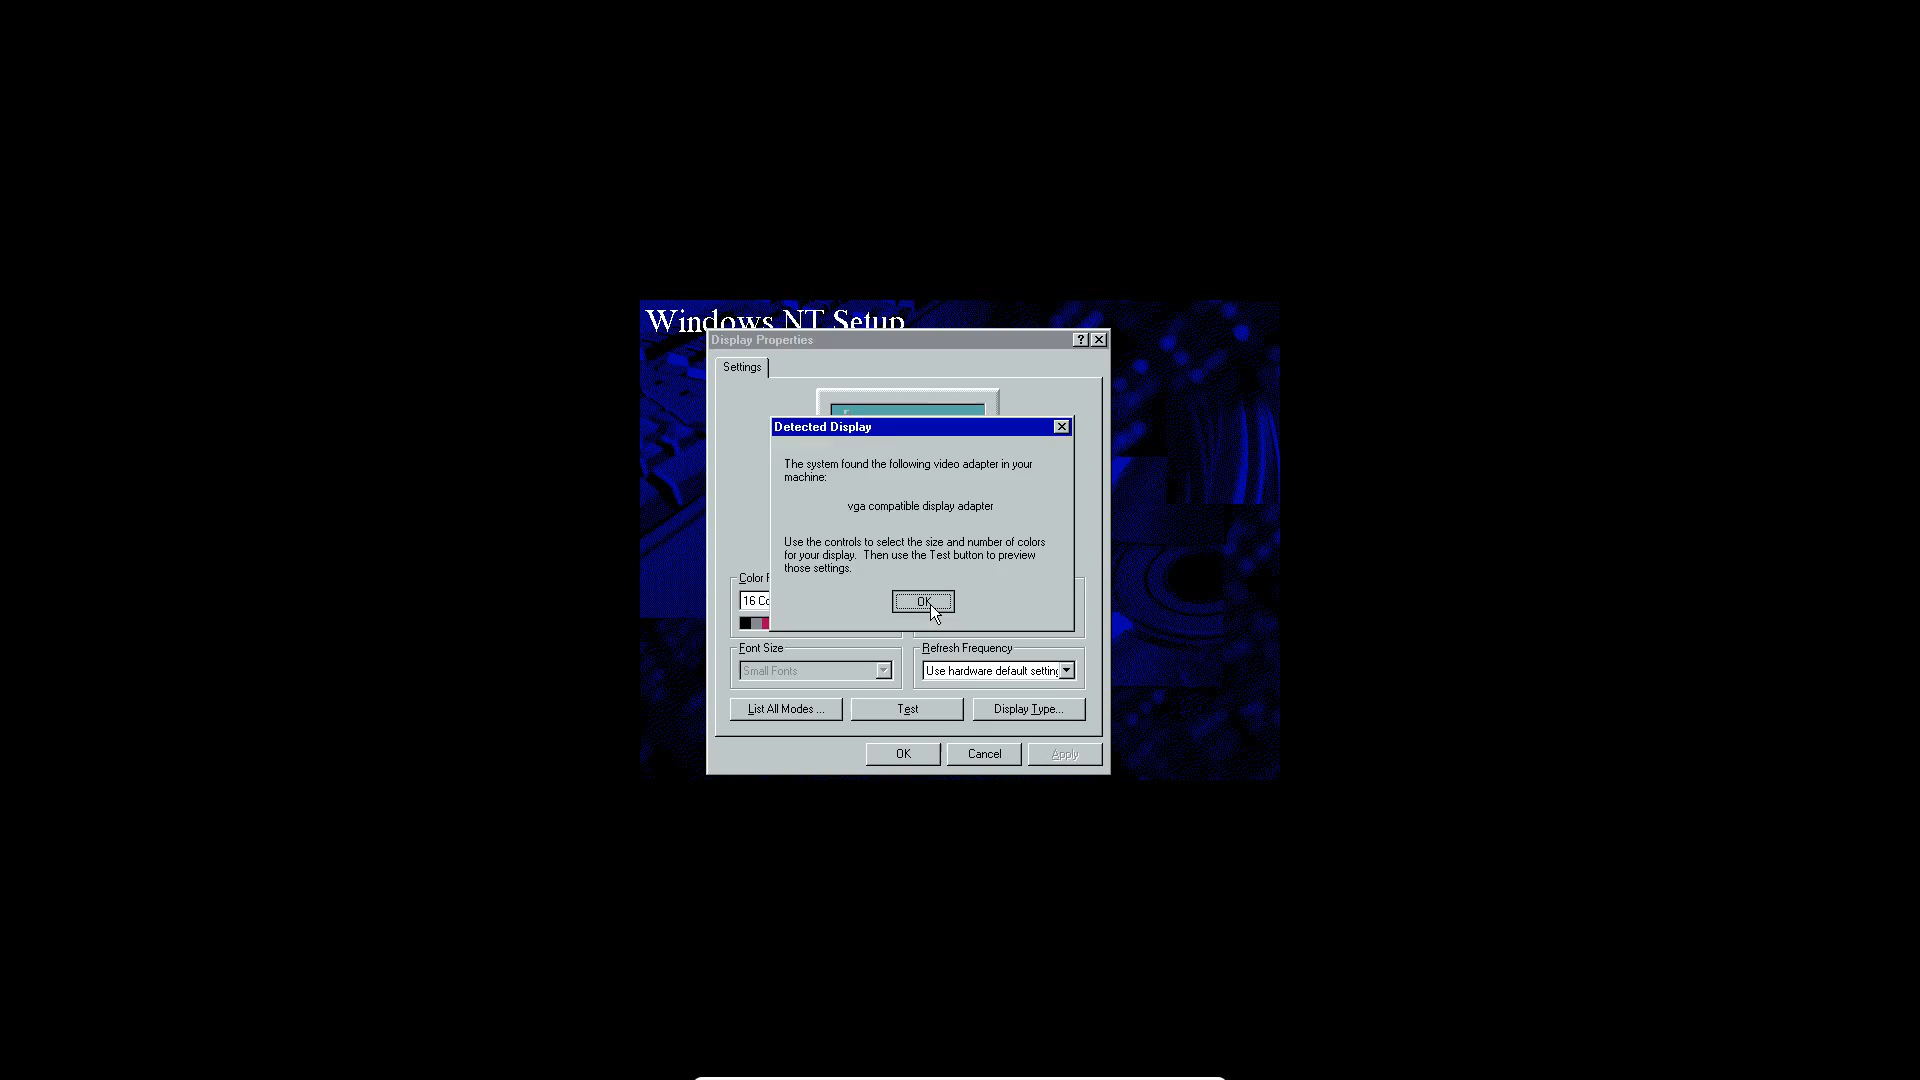 Windows NT Setup
Display Properties
Settings
Detected Display
The system found the following video adapter in your
machine:
vga compatible display adapter
Use the controls to select the size and number of colors
for your display. Then use the Test button to preview
those settings.
OK
Color
16
Font Size
Small Fonts
Refresh Frequency
Use hardware default
List All Modes ...
Test
Display Type...
OK
Cancel
Apply